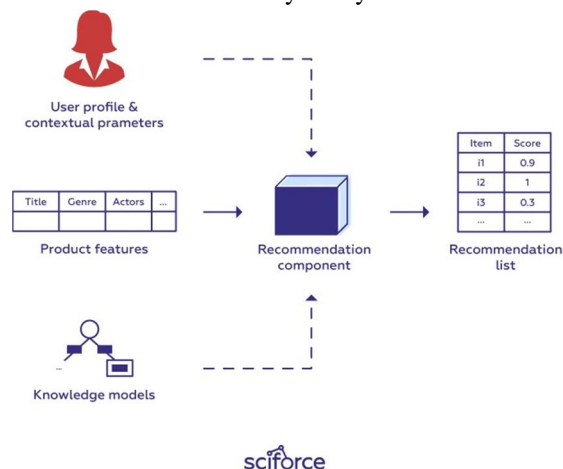 User profile &
contextual prameters
Title Genre Actors ...
Product features
Knowledge models
...
Recommendation
component
Item Score
i1 0.9
i2 1
i3 0.3
... ...
Recommendation
list
sciforce